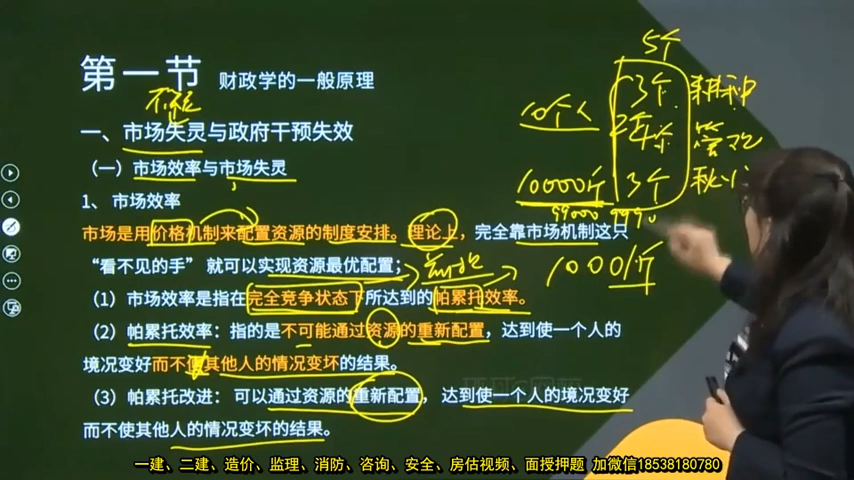 第一节 财政学的一般原理
一、市场失灵与政府干预失效
（一）市场效率与市场失灵
1、市场效率
市场是用价格机制来配置资源的制度安排。理论上，完全靠市场机制这只
“看不见的手”就可以实现资源最优配置；
（1）市场效率是指在完全竞争状态下所达到的帕累托效率。
（2）帕累托效率：指的是不可能通过资源的重新配置，达到使一个人的
境况变好而不使其他人的情况变坏的结果。
（3）帕累托改进：可以通过资源的重新配置，达到使一个人的境况变好
而不使其他人的情况变坏的结果。
5个
10个人
3个
耕种
2个
管
10000斤
3个
秋收
99000
9990
10001斤
一建、二建、造价、监理、消防、咨询、安全、房估视频、面授押题 加微信18538180780